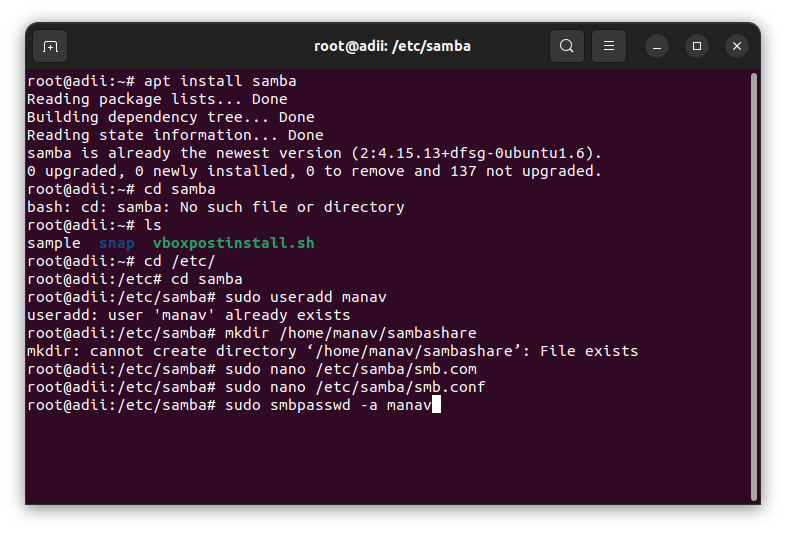 root@adii: /etc/samba
root@adii:~# apt install samba
Reading package lists... Done
Building dependency tree... Done
Reading state information... Done
samba is already the newest version (2:4.15.13+dfsg-0ubuntu1.6).
0 upgraded, 0 newly installed, 0 to remove and 137 not upgraded.
root@adii:~# cd samba
bash: cd: samba: No such file or directory
root@adii:~# ls
sample  snap  vboxpostinstall.sh
root@adii:~# cd /etc/
root@adii:/etc# cd samba
root@adii:/etc/samba# sudo useradd manav
useradd: user 'manav' already exists
root@adii:/etc/samba# mkdir /home/manav/sambashare
mkdir: cannot create directory ‘/home/manav/sambashare’: File exists
root@adii:/etc/samba# sudo nano /etc/samba/smb.com
root@adii:/etc/samba# sudo nano /etc/samba/smb.conf
root@adii:/etc/samba# sudo smbpasswd -a manav